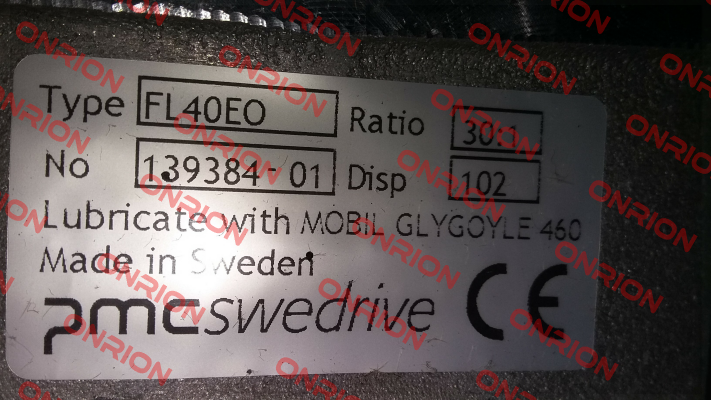 Type FL40EO Ratio 30:1
No 139384-01 Disp 102
Lubricate with MOBIL GLYGOYLE 460
Made in Sweden
pmcswedrive CE
ONRION